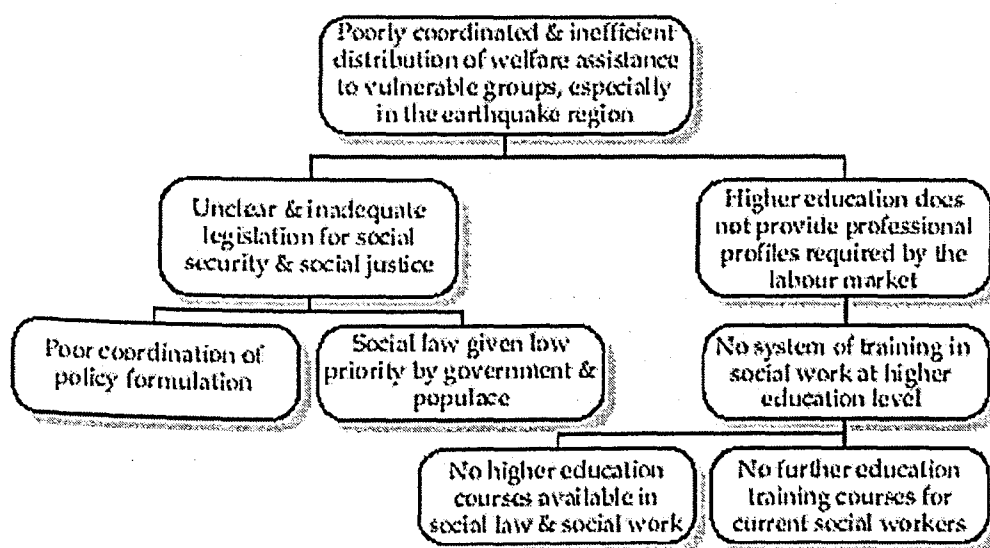 Poorly coordinated & inefficient
distribution of welfare assistance
to vulnerable groups, especially
in the earthquake region
Unclear & inadequate
legislation for social
security & social justice
Higher education does
not provide professional
profiles required by the
labour market
Poor coordination of
policy formulation
Social law given low
priority by government &
populace
No system of training in
social work at higher
education level
No higher education
courses available in
social law & social work
No further education
training courses for
current social workers